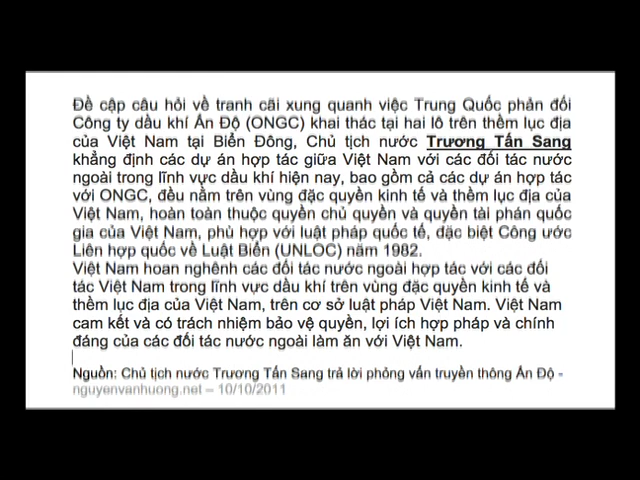 Đề cập câu hỏi về tranh cãi xung quanh việc Trung Quốc phản đối
Công ty dầu khí Ấn Độ (ONGC) khai thác tại hai lô trên thềm lục địa
của Việt Nam tại Biển Đông, Chủ tịch nước Trương Tấn Sang
khẳng định các dự án hợp tác giữa Việt Nam với các đối tác nước
ngoài trong lĩnh vực dầu khí hiện nay, bao gồm cả các dự án hợp tác
với ONGC, đều nằm trên vùng đặc quyền kinh tế và thềm lục địa của
Việt Nam, hoàn toàn thuộc quyền chủ quyền và quyền tài phán quốc
gia của Việt Nam, phù hợp với luật pháp quốc tế, đặc biệt Công ước
Liên hợp quốc về Luật Biển (UNLOC) năm 1982.
Việt Nam hoan nghênh các đối tác nước ngoài hợp tác với các đối
tác Việt Nam trong lĩnh vực dầu khí trên vùng đặc quyền kinh tế và
thềm lục địa của Việt Nam, trên cơ sở luật pháp Việt Nam. Việt Nam
cam kết và có trách nhiệm bảo vệ quyền, lợi ích hợp pháp và chính
đáng của các đối tác nước ngoài làm ăn với Việt Nam.
Nguồn: Chủ tịch nước Trương Tấn Sang trả lời phỏng vấn truyền thông Ấn Độ -
nguyenvanhuong.net – 10/10/2011